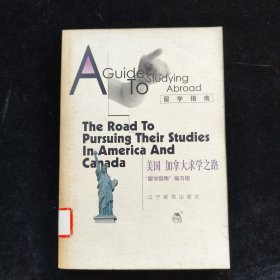 A Guide To Studying Abroad
留学指南
The Road To
Pursuing Their Studies
In America And
Canada
美国 加拿大求学之路
“留学指南”编写组
辽宁教育出版社